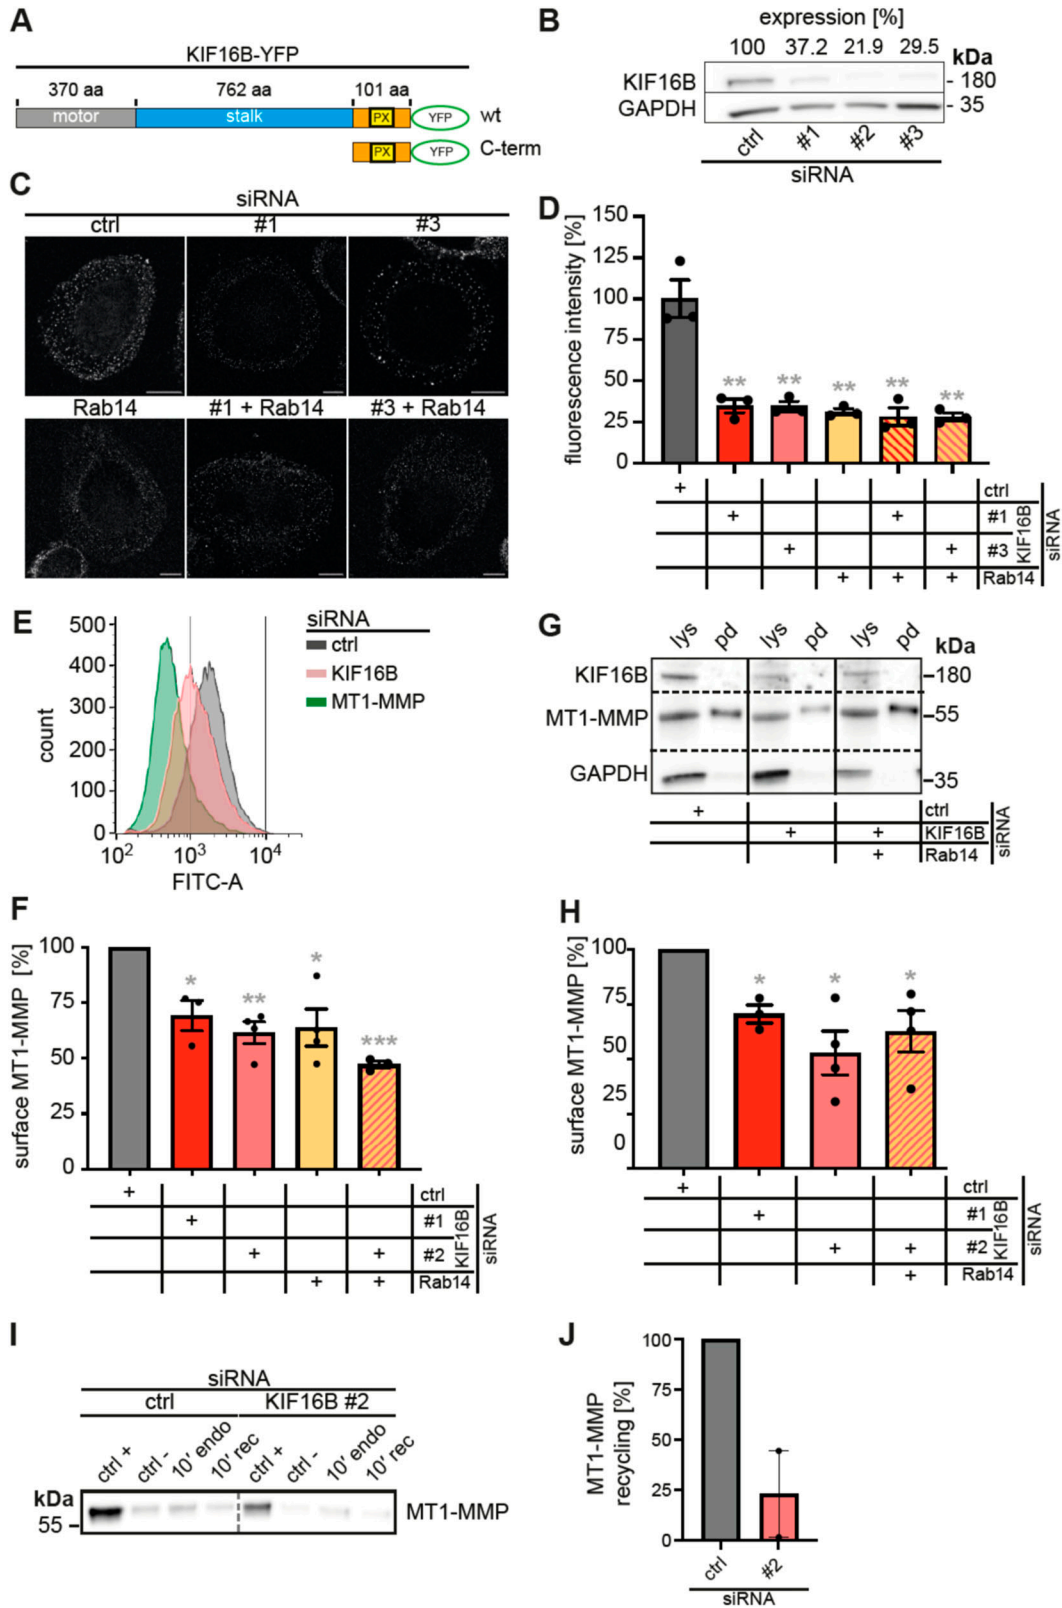 A
KIF16B-YFP
370 aa 762 aa 101 aa
motor stalk PX YFP wt
PX YFP C-term
B
expression [%]
100 37.2 21.9 29.5 kDa
KIF16B - 180
GAPDH - 35
ctrl #1 #2 #3
siRNA
C
siRNA
ctrl #1 #3
Rab14 #1 + Rab14 #3 + Rab14
D
fluorescence intensity [%]
150
100
75
50
25
0
** ** ** ** **
+ ctrl
+ + #1
+ + #3
+ + + Rab14
KIF16B
siRNA
E
count
500
400
300
200
100
0
10² 10³ 10⁴
FITC-A
siRNA
ctrl
KIF16B
MT1-MMP
G
lys pd lys pd lys pd kDa
KIF16B -180
MT1-MMP -55
GAPDH -35
+ ctrl
+ + KIF16B
+ Rab14
siRNA
F
surface MT1-MMP [%]
100
75
50
25
0
* ** * ***
+ ctrl
+ #1
+ + #2
+ + Rab14
KIF16B
siRNA
H
surface MT1-MMP [%]
100
75
50
25
0
* * *
+ ctrl
+ #1
+ + #2
+ Rab14
KIF16B
siRNA
I
siRNA
ctrl KIF16B #2
ctrl + ctrl - 10' endo 10' rec ctrl + ctrl - 10' endo 10' rec
kDa
55 – MT1-MMP
J
MT1-MMP
recycling [%]
100
75
50
25
0
ctrl #2
siRNA